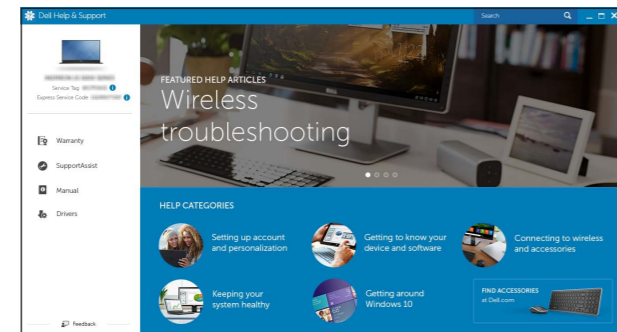 Dell Help & Support
Search
Service Tag:
Express Service Code:
Warranty
SupportAssist
Manual
Drivers
Feedback
FEATURED HELP ARTICLES
Wireless
troubleshooting
HELP CATEGORIES
Setting up account
and personalization
Getting to know your
device and software
Connecting to wireless
and accessories
Keeping your
system healthy
Getting around
Windows 10
FIND ACCESSORIES
at Dell.com